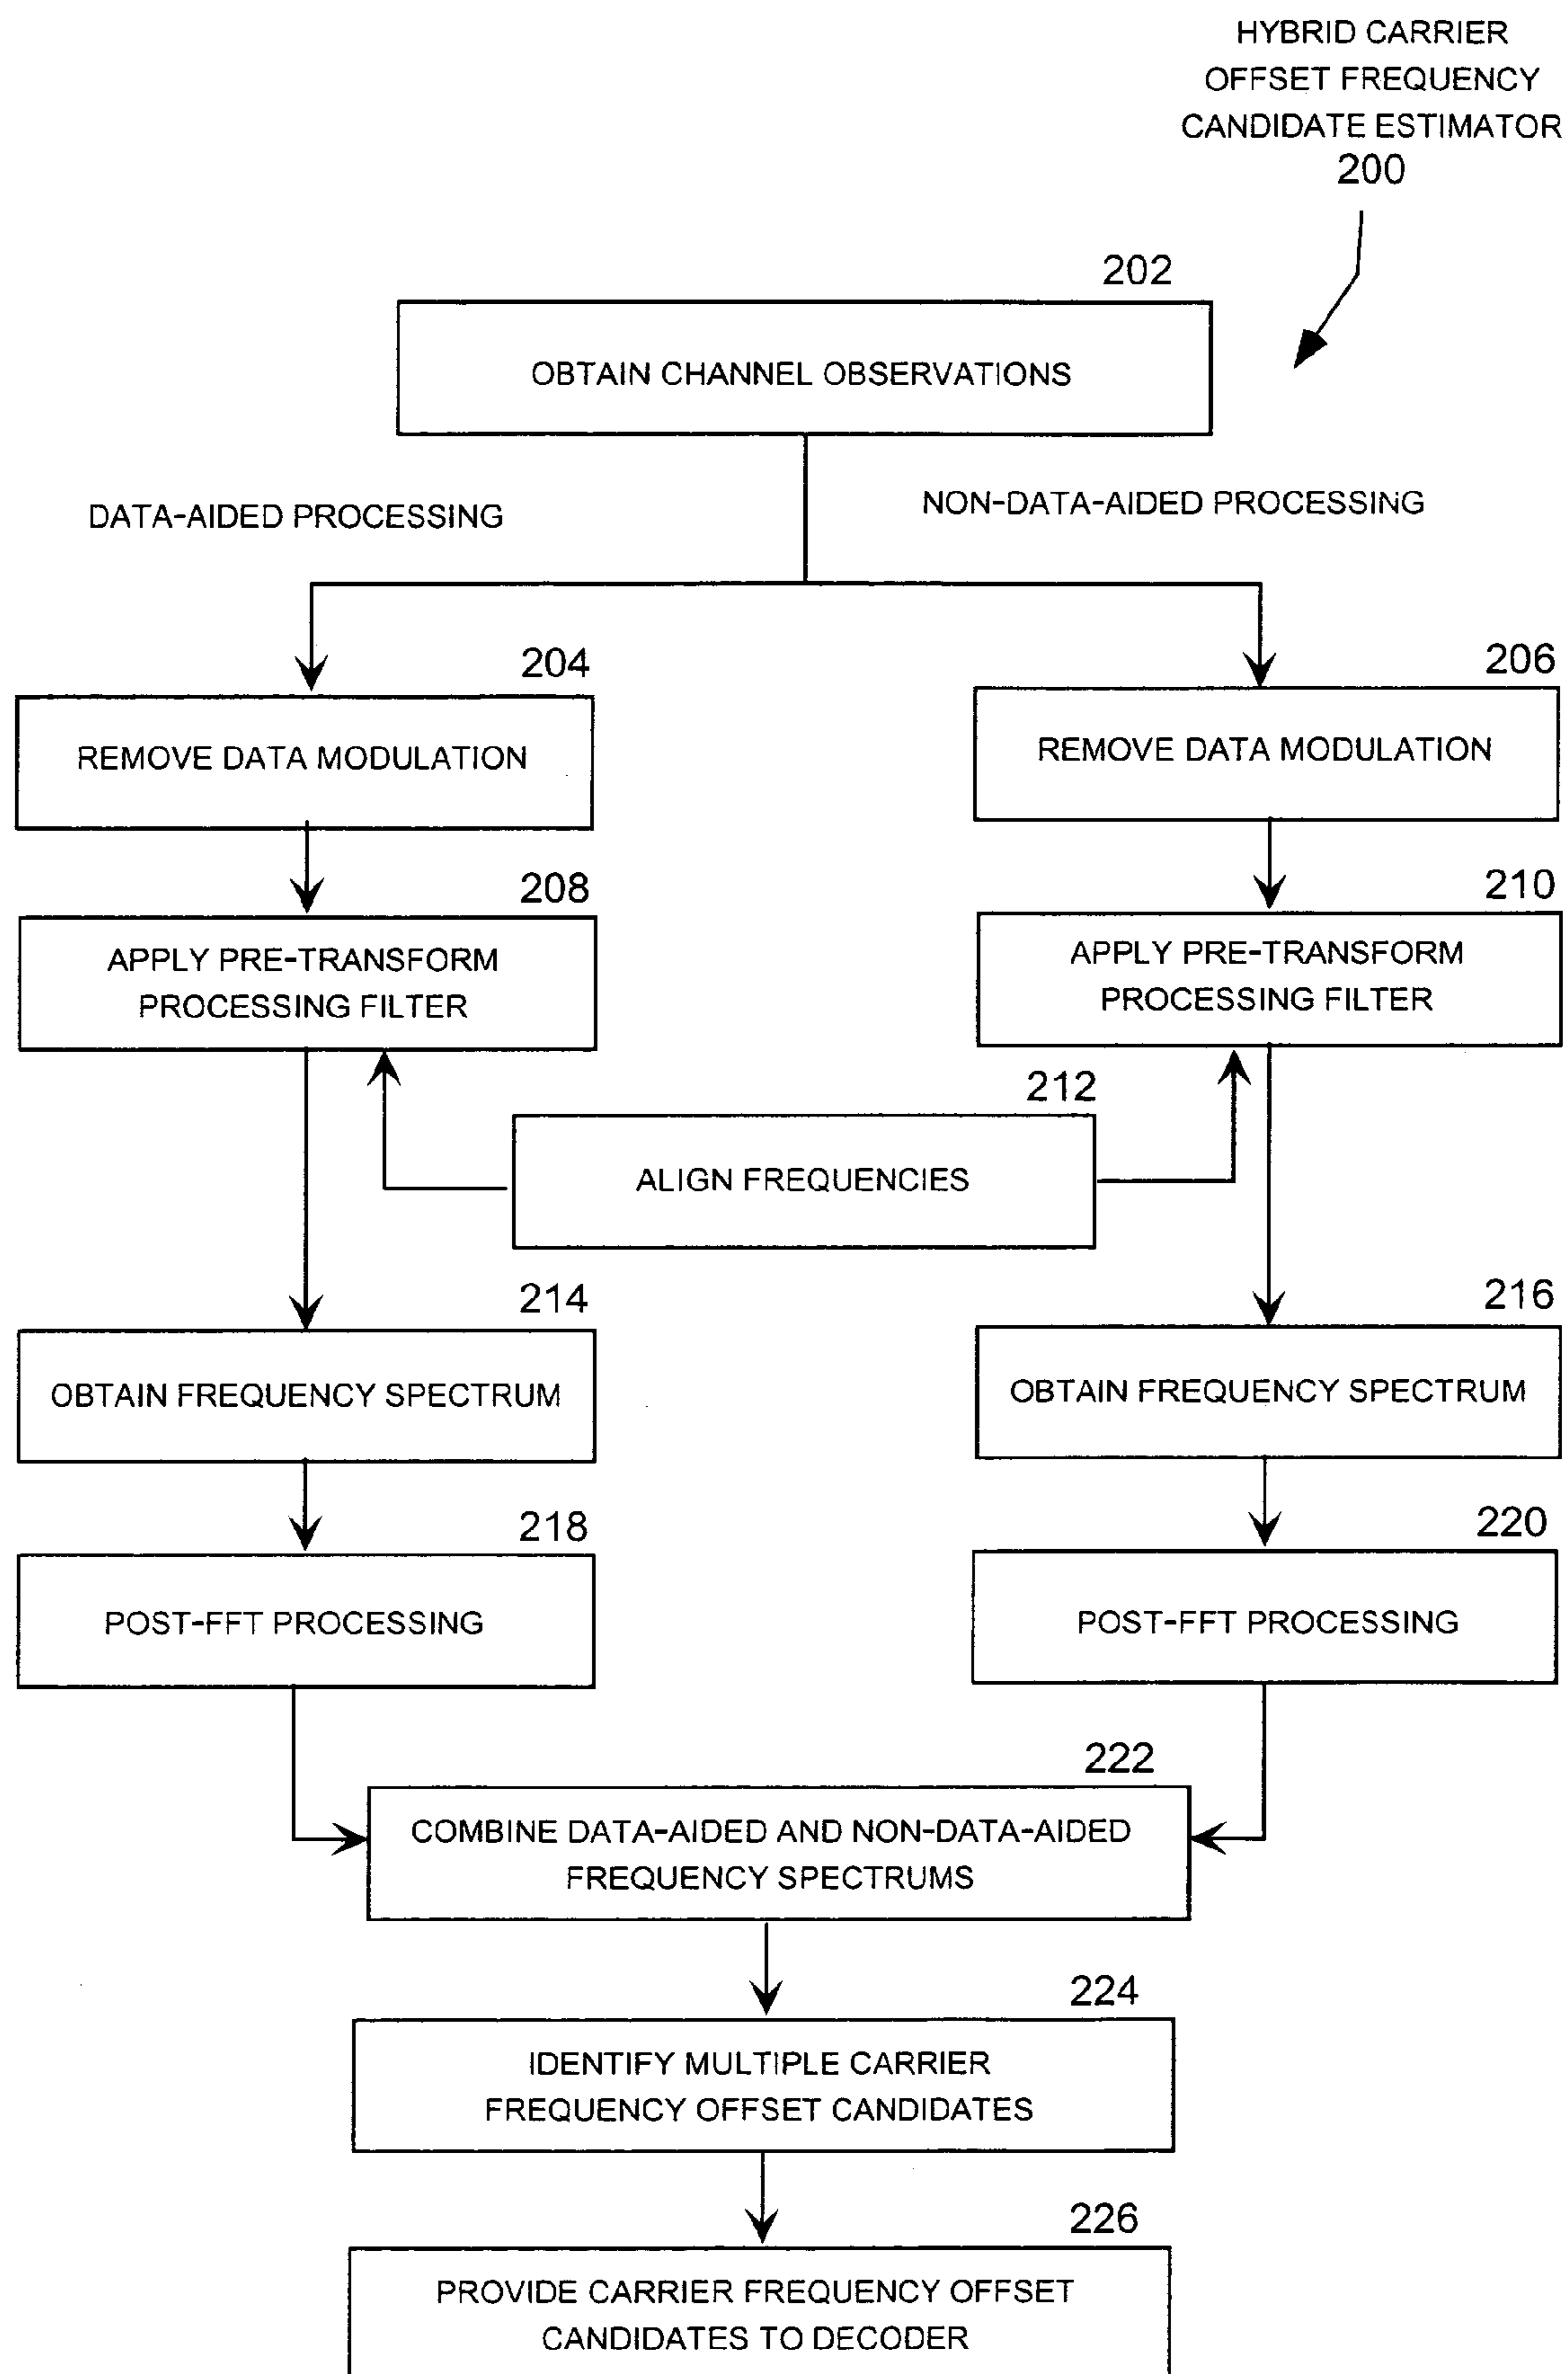 HYBRID CARRIER
OFFSET FREQUENCY
CANDIDATE ESTIMATOR
200
202
OBTAIN CHANNEL OBSERVATIONS
DATA-AIDED PROCESSING
NON-DATA-AIDED PROCESSING
204
REMOVE DATA MODULATION
206
REMOVE DATA MODULATION
208
APPLY PRE-TRANSFORM
PROCESSING FILTER
210
APPLY PRE-TRANSFORM
PROCESSING FILTER
212
ALIGN FREQUENCIES
214
OBTAIN FREQUENCY SPECTRUM
216
OBTAIN FREQUENCY SPECTRUM
218
POST-FFT PROCESSING
220
POST-FFT PROCESSING
222
COMBINE DATA-AIDED AND NON-DATA-AIDED
FREQUENCY SPECTRUMS
224
IDENTIFY MULTIPLE CARRIER
FREQUENCY OFFSET CANDIDATES
226
PROVIDE CARRIER FREQUENCY OFFSET
CANDIDATES TO DECODER